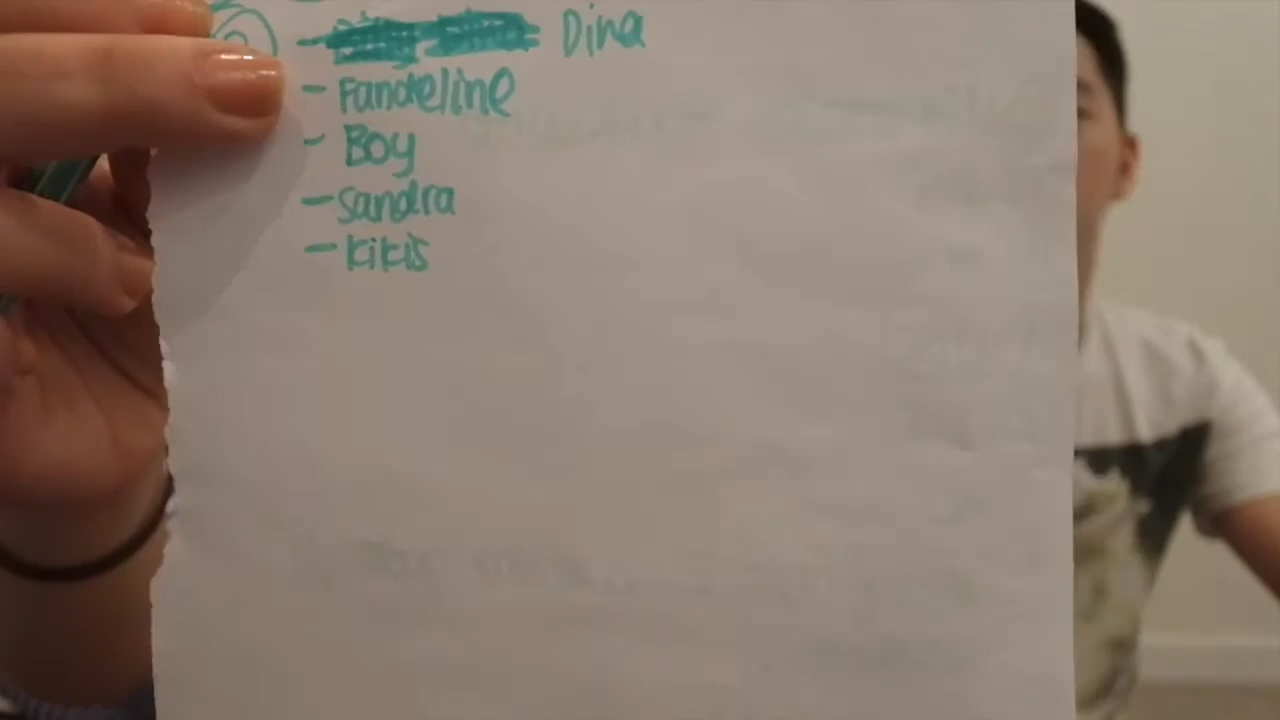 - Dina
- Fandeline
- Boy
- Sandra
- Kikis